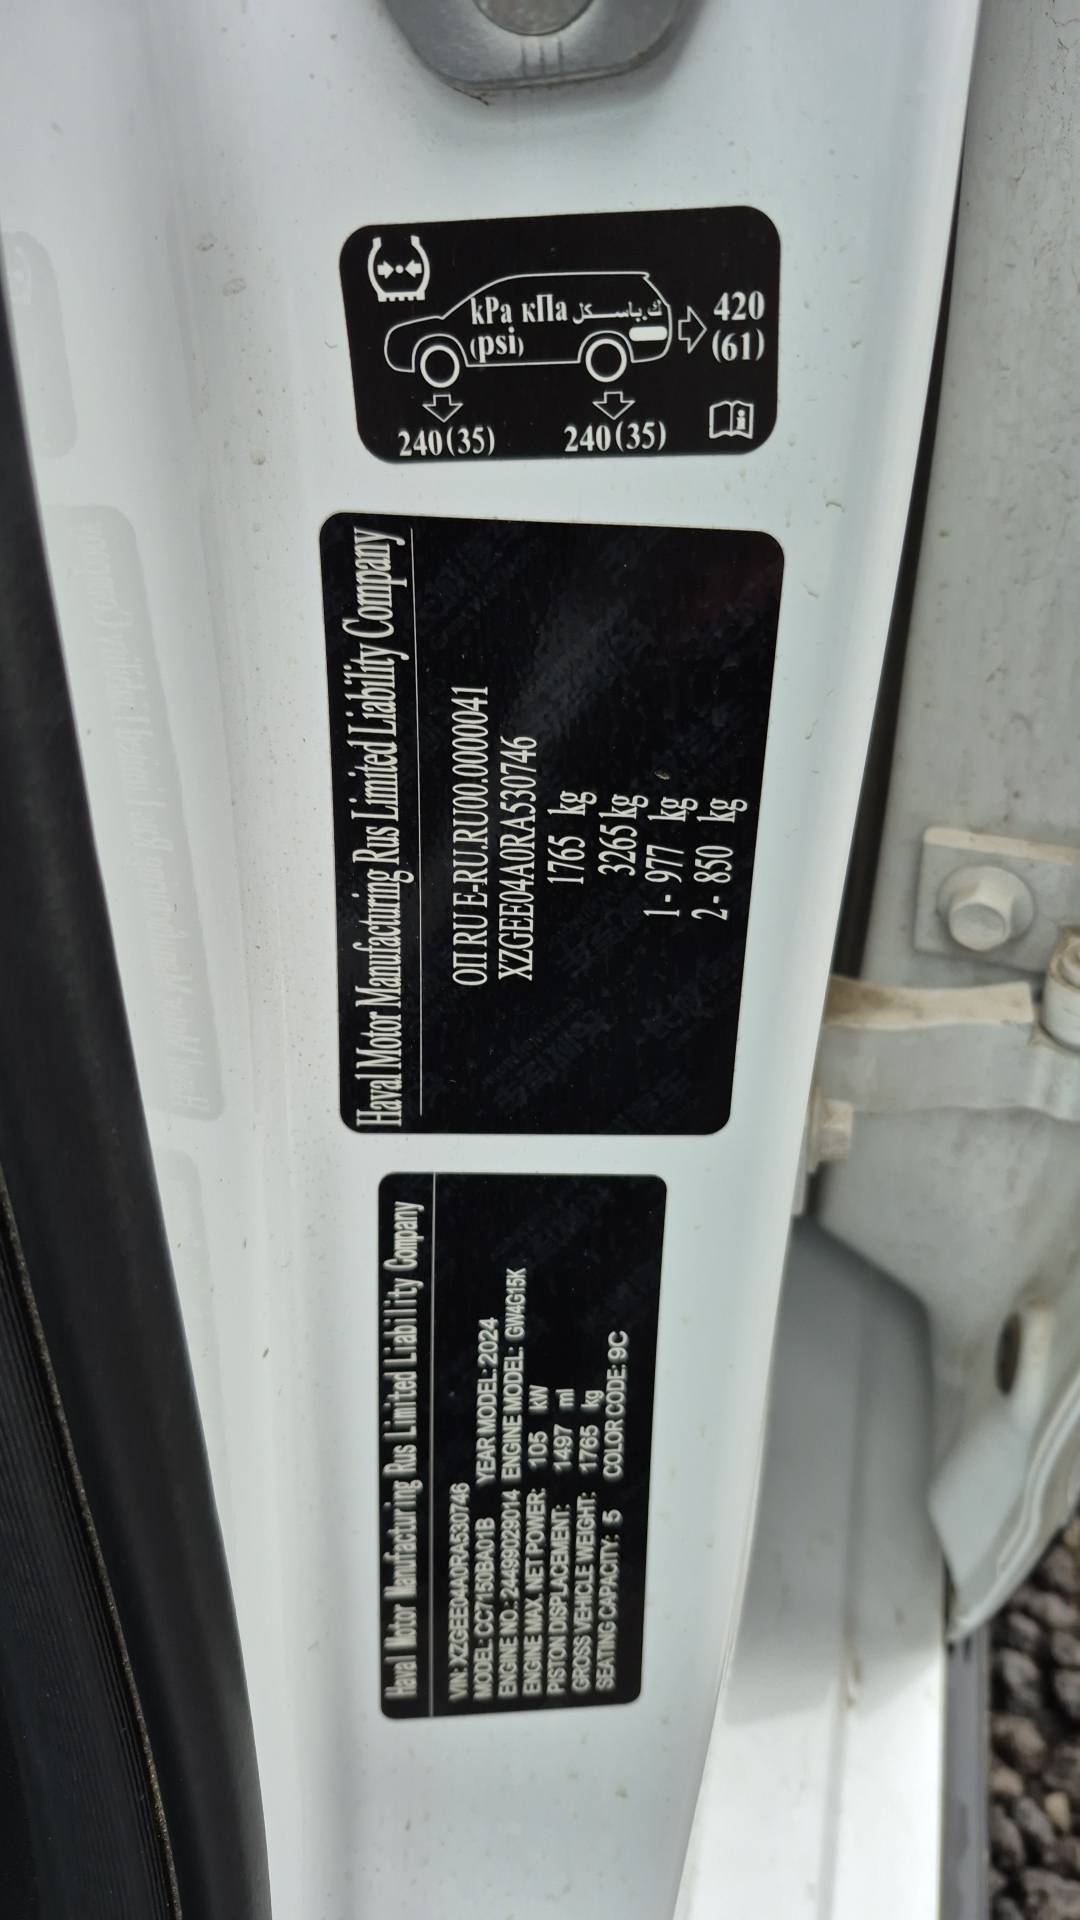 kPa кПа ك.باسكل
(psi)
420
(61)
240(35)
240(35)
Haval Motor Manufacturing Rus Limited Liability Company
ОП RU E-RU.RU00.0000041
XZGEE04A0RA530746
1765 kg
3265 kg
1- 977 kg
2- 850 kg
Haval Motor Manufacturing Rus Limited Liability Company
VIN: XZGEE04A0RA530746
MODEL: CC7150BA01B YEAR MODEL: 2024
ENGINE NO.: 24499029014 ENGINE MODEL: GW4G15K
ENGINE MAX. NET POWER: 105 kW
PISTON DISPLACEMENT: 1497 ml
GROSS VEHICLE WEIGHT: 1765 kg
SEATING CAPACITY: 5 COLOR CODE: 9C